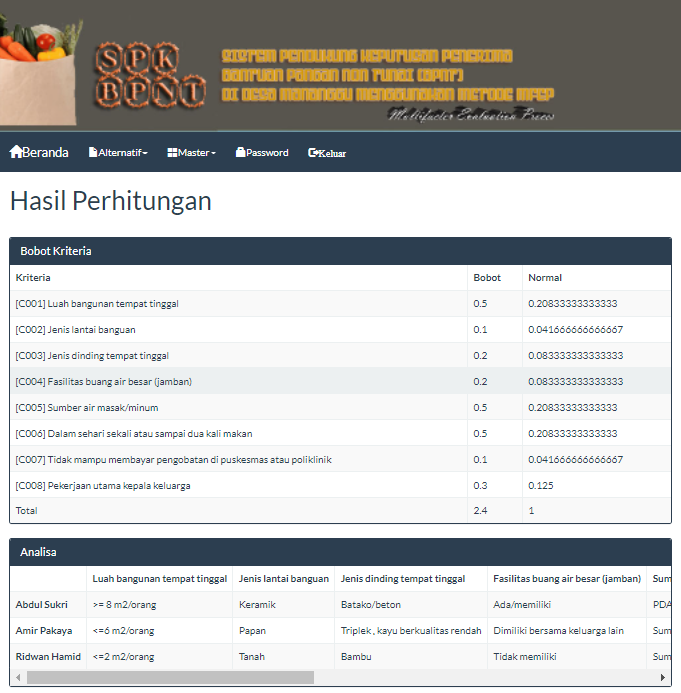 SPK
BPNT
SISTEM PENDUKUNG KEPUTUSAN PENERIMA
BANTUAN PANGAN NON TUNAI (BPNT)
DI DESA MENGGUNAKAN METODE MFEP
Multifactor Evaluation Process
Beranda Alternatif Master Password Keluar
Hasil Perhitungan
Bobot Kriteria
Kriteria Bobot Normal
[C001] Luah bangunan tempat tinggal 0.5 0.20833333333333
[C002] Jenis lantai banguan 0.1 0.041666666666667
[C003] Jenis dinding tempat tinggal 0.2 0.083333333333333
[C004] Fasilitas buang air besar (jamban) 0.2 0.083333333333333
[C005] Sumber air masak/minum 0.5 0.20833333333333
[C006] Dalam sehari sekali atau sampai dua kali makan 0.5 0.20833333333333
[C007] Tidak mampu membayar pengobatan di puskesmas atau poliklinik 0.1 0.041666666666667
[C008] Pekerjaan utama kepala keluarga 0.3 0.125
Total 2.4 1
Analisa
Luah bangunan tempat tinggal Jenis lantai banguan Jenis dinding tempat tinggal Fasilitas buang air besar (jamban) Sum
Abdul Sukri >= 8 m2/orang Keramik Batako/beton Ada/memiliki PDA
Amir Pakaya <=6 m2/orang Papan Triplek , kayu berkualitas rendah Dimiliki bersama keluarga lain Sum
Ridwan Hamid <=2 m2/orang Tanah Bambu Tidak memiliki Sum